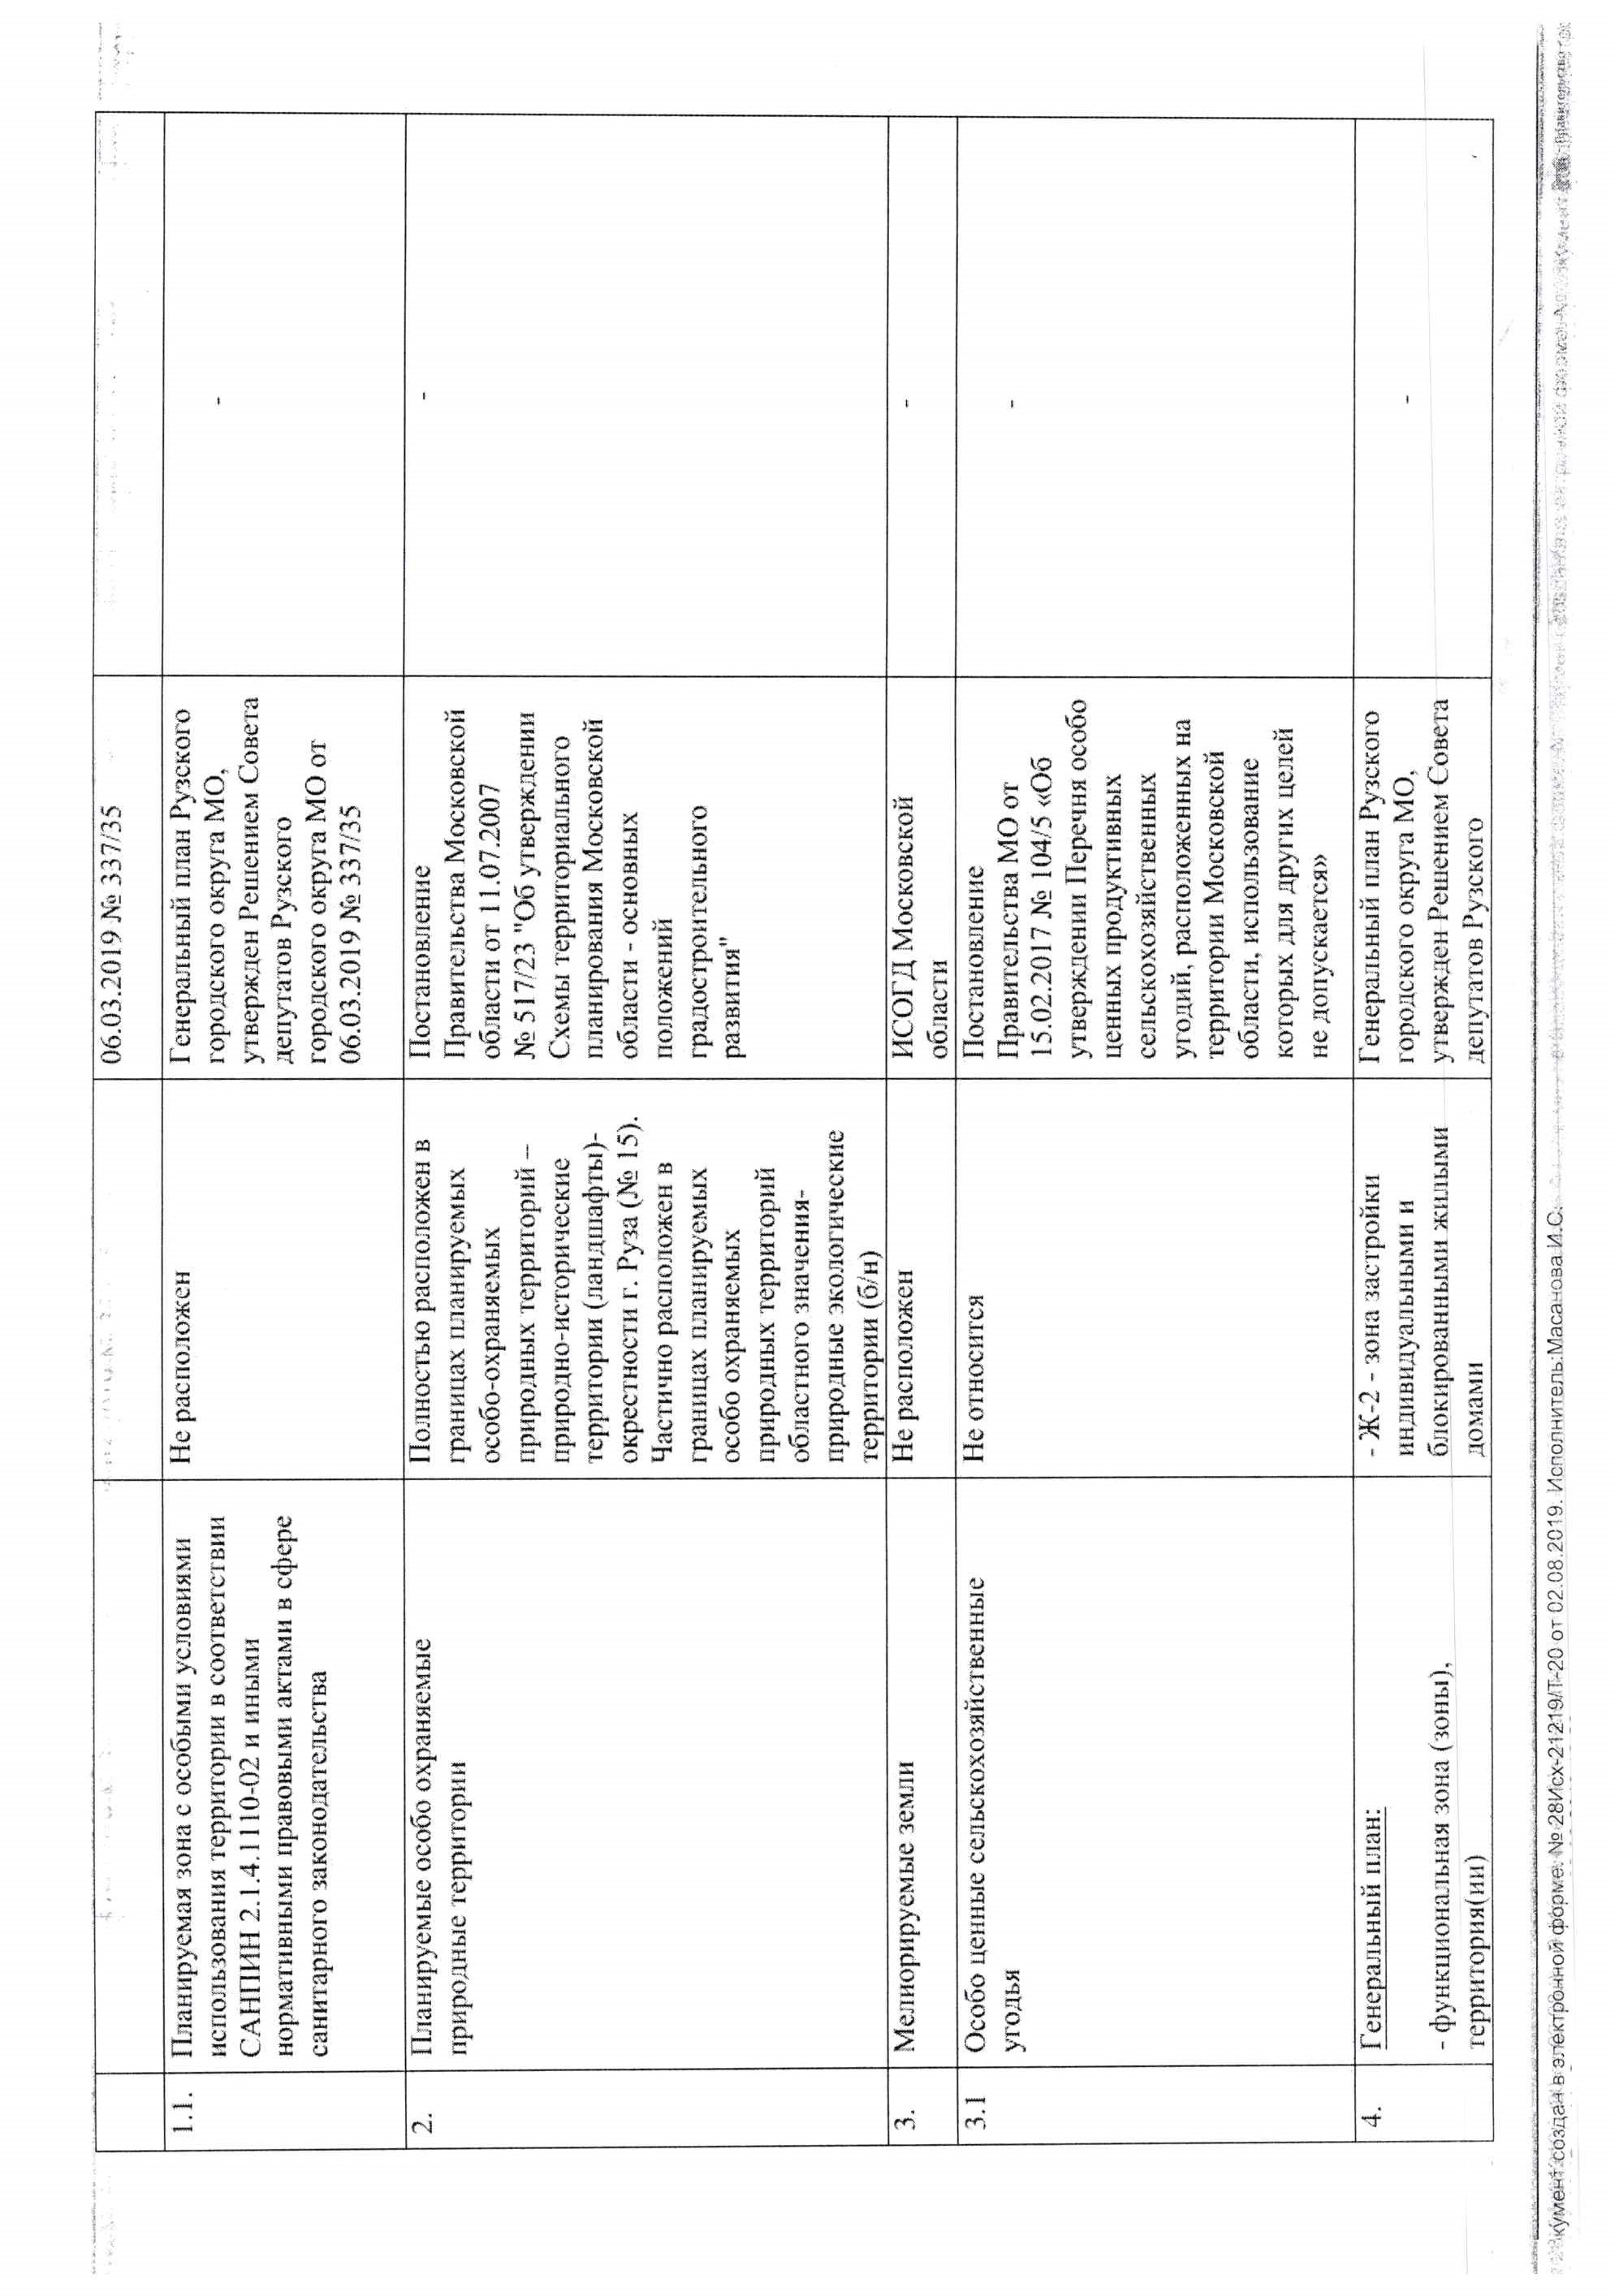 06.03.2019 № 337/35
1.1.
Планируемая зона с особыми условиями
использования территории в соответствии
САНПИН 2.1.4.1110-02 и иными
нормативными правовыми актами в сфере
санитарного законодательства
Не расположен
Генеральный план Рузского
городского округа МО,
утвержден Решением Совета
депутатов Рузского
городского округа МО от
06.03.2019 № 337/35
-
2.
Планируемые особо охраняемые
природные территории
Полностью расположен в
границах планируемых
особо-охраняемых
природных территорий –
природно-исторические
территории (ландшафты)-
окрестности г. Руза (№ 15).
Частично расположен в
границах планируемых
особо охраняемых
природных территорий
областного значения-
природные экологические
территории (б/н)
Постановление
Правительства Московской
области от 11.07.2007
№ 517/23 "Об утверждении
Схемы территориального
планирования Московской
области - основных
положений
градостроительного
развития"
-
3.
Мелиорируемые земли
Не расположен
ИСОГД Московской
области
-
3.1
Особо ценные сельскохозяйственные
угодья
Не относится
Постановление
Правительства МО от
15.02.2017 № 104/5 «Об
утверждении Перечня особо
ценных продуктивных
сельскохозяйственных
угодий, расположенных на
территории Московской
области, использование
которых для других целей
не допускается»
-
4.
Генеральный план:
- функциональная зона (зоны),
территория(ии)
- Ж-2 - зона застройки
индивидуальными и
блокированными жилыми
домами
Генеральный план Рузского
городского округа МО,
утвержден Решением Совета
депутатов Рузского
-
кумент создан в электронной форме. № 28Исх-21219/Т-20 от 02.08.2019. Исполнитель:Масанова И.С.